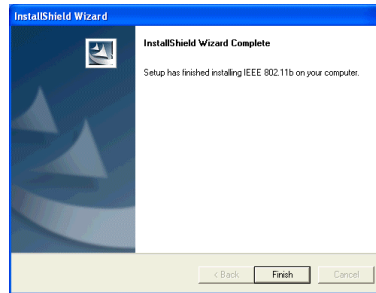 InstallShield Wizard
InstallShield Wizard Complete
Setup has finished installing IEEE 802.11b on your computer.
< Back
Finish
Cancel